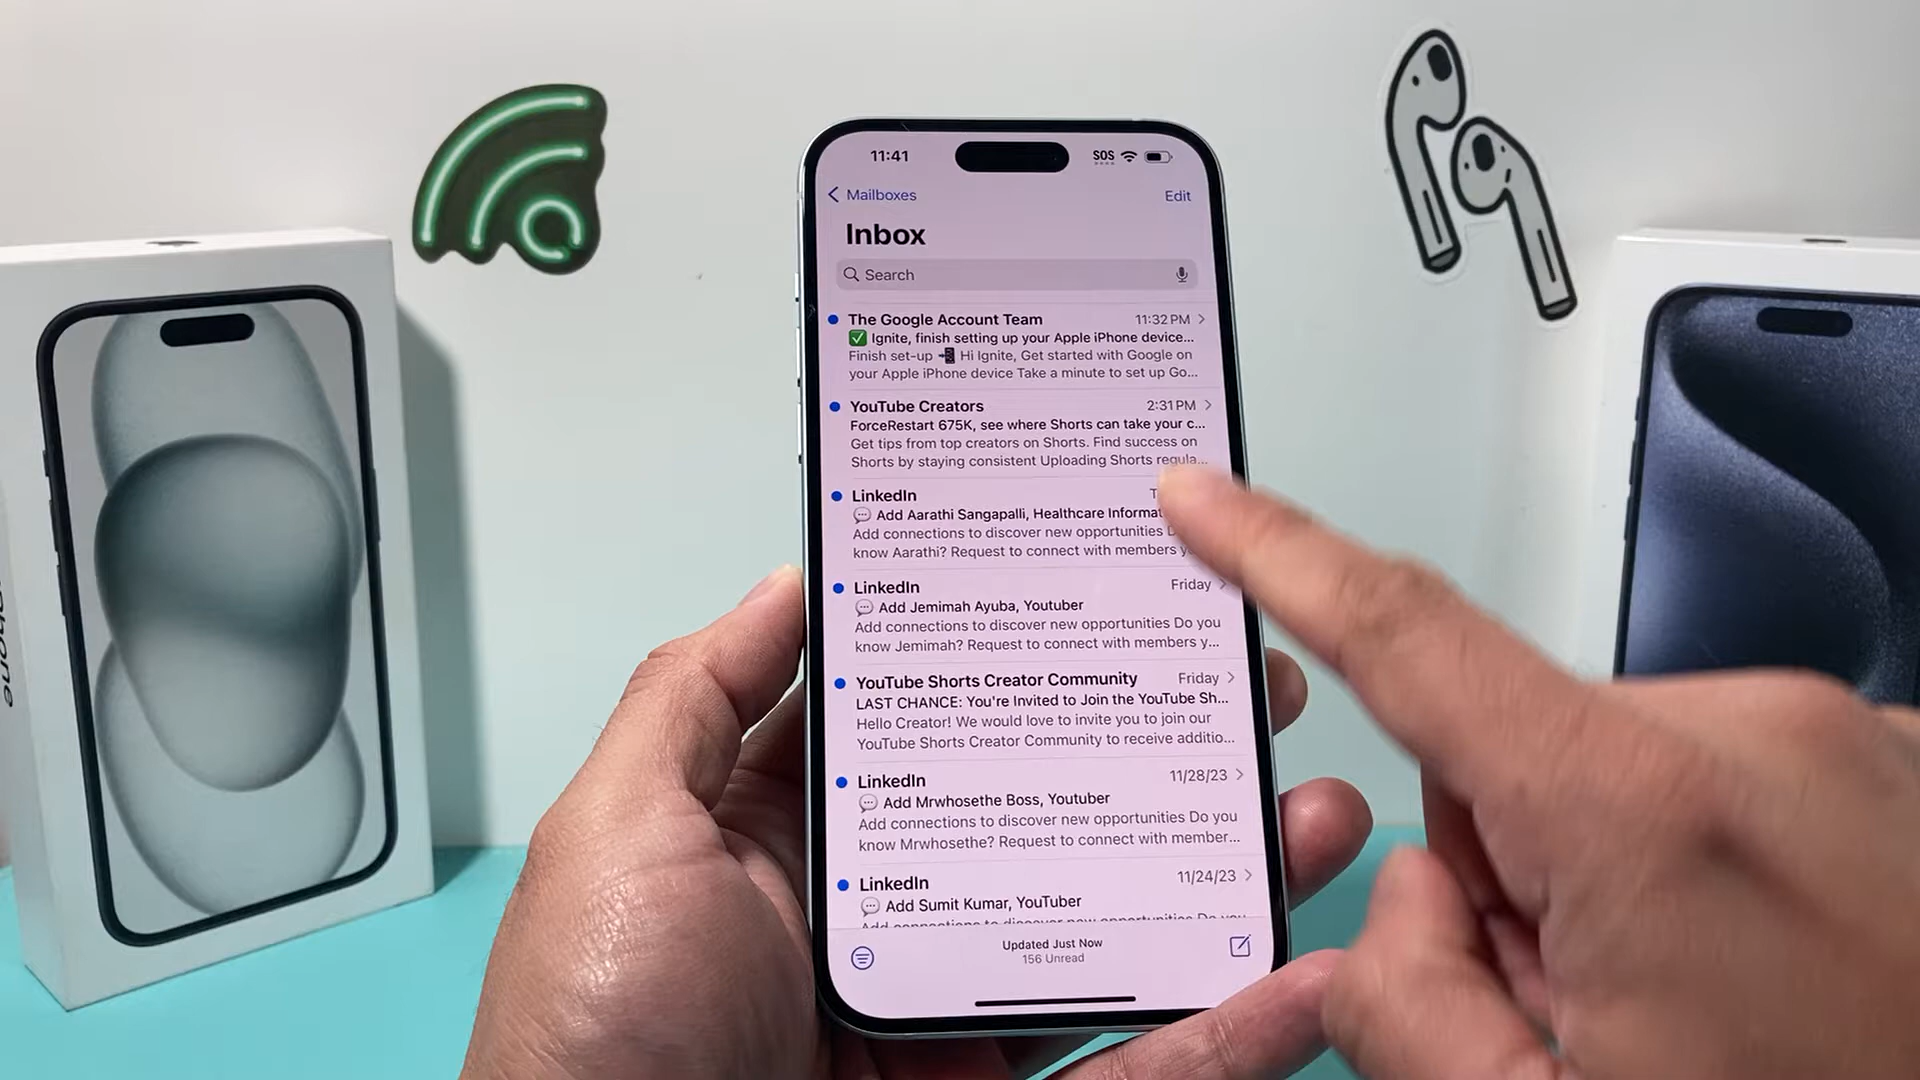 11:41
SOS
Mailboxes
Edit
Inbox
Search
The Google Account Team
11:32 PM
✅ Ignite, finish setting up your Apple iPhone device...
Finish set-up 📲 Hi Ignite, Get started with Google on
your Apple iPhone device Take a minute to set up Go...
YouTube Creators
2:31 PM
ForceRestart 675K, see where Shorts can take your c...
Get tips from top creators on Shorts. Find success on
Shorts by staying consistent Uploading Shorts regula...
LinkedIn
💬 Add Aarathi Sangapalli, Healthcare Informat
Add connections to discover new opportunities
know Aarathi? Request to connect with members
LinkedIn
Friday
💬 Add Jemimah Ayuba, Youtuber
Add connections to discover new opportunities Do you
know Jemimah? Request to connect with members y...
YouTube Shorts Creator Community
Friday
LAST CHANCE: You're Invited to Join the YouTube Sh...
Hello Creator! We would love to invite you to join our
YouTube Shorts Creator Community to receive additio...
LinkedIn
11/28/23
💬 Add Mrwhosethe Boss, Youtuber
Add connections to discover new opportunities Do you
know Mrwhosethe? Request to connect with member...
LinkedIn
11/24/23
💬 Add Sumit Kumar, YouTuber
Add connections to discover new opportunities Do you
Updated Just Now
156 Unread